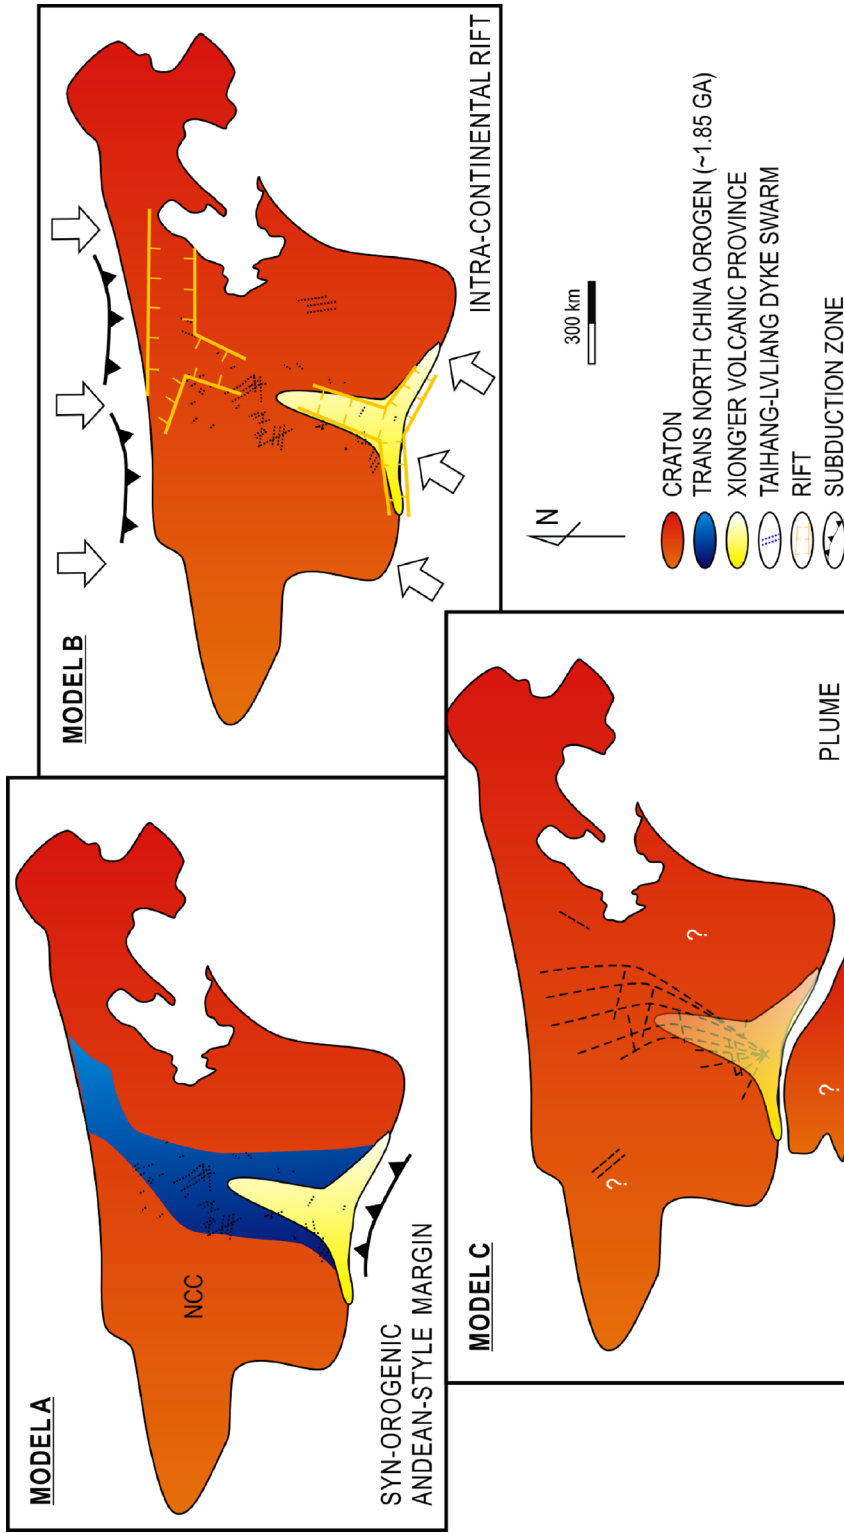 MODEL A
NCC
SYN-OROGENIC
ANDEAN-STYLE MARGIN
MODEL B
INTRA-CONTINENTAL RIFT
MODEL C
?
?
?
PLUME
N
300 km
CRATON
TRANS NORTH CHINA OROGEN (~1.85 GA)
XIONG'ER VOLCANIC PROVINCE
TAIHANG-LVLIANG DYKE SWARM
RIFT
SUBDUCTION ZONE